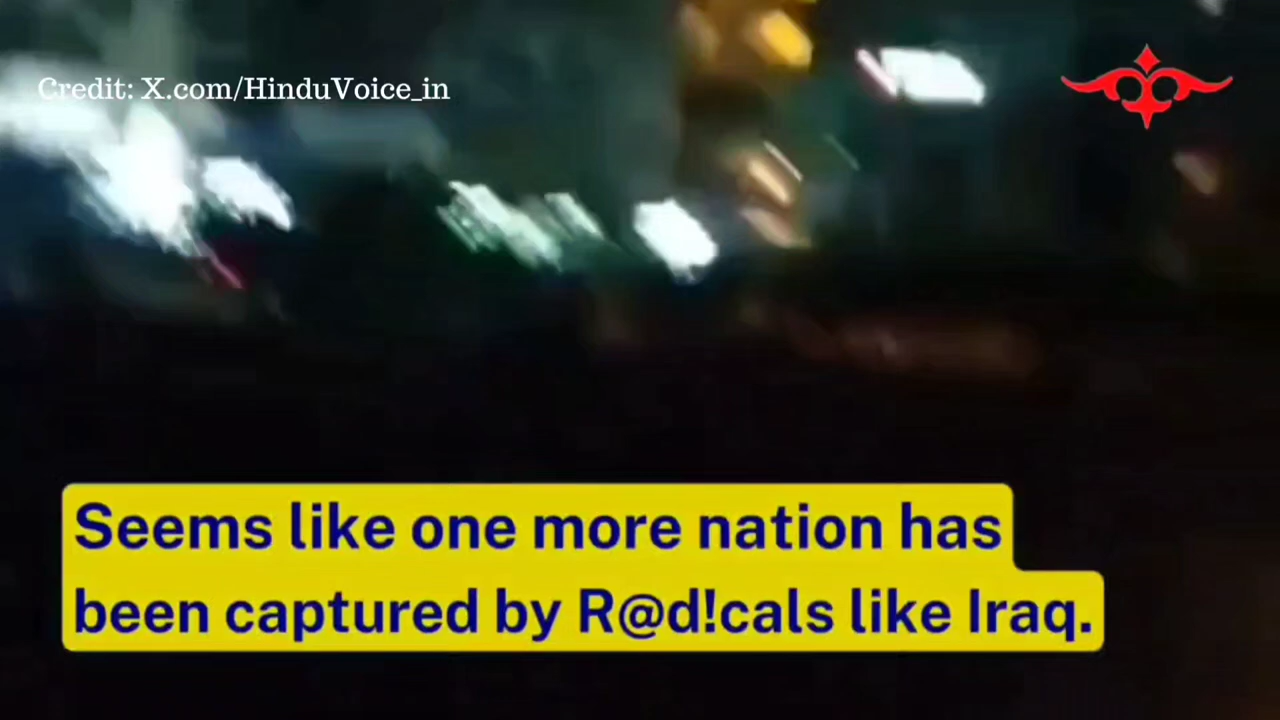 Credit: X.com/HinduVoice_in
Seems like one more nation has
been captured by R@d!cals like Iraq.